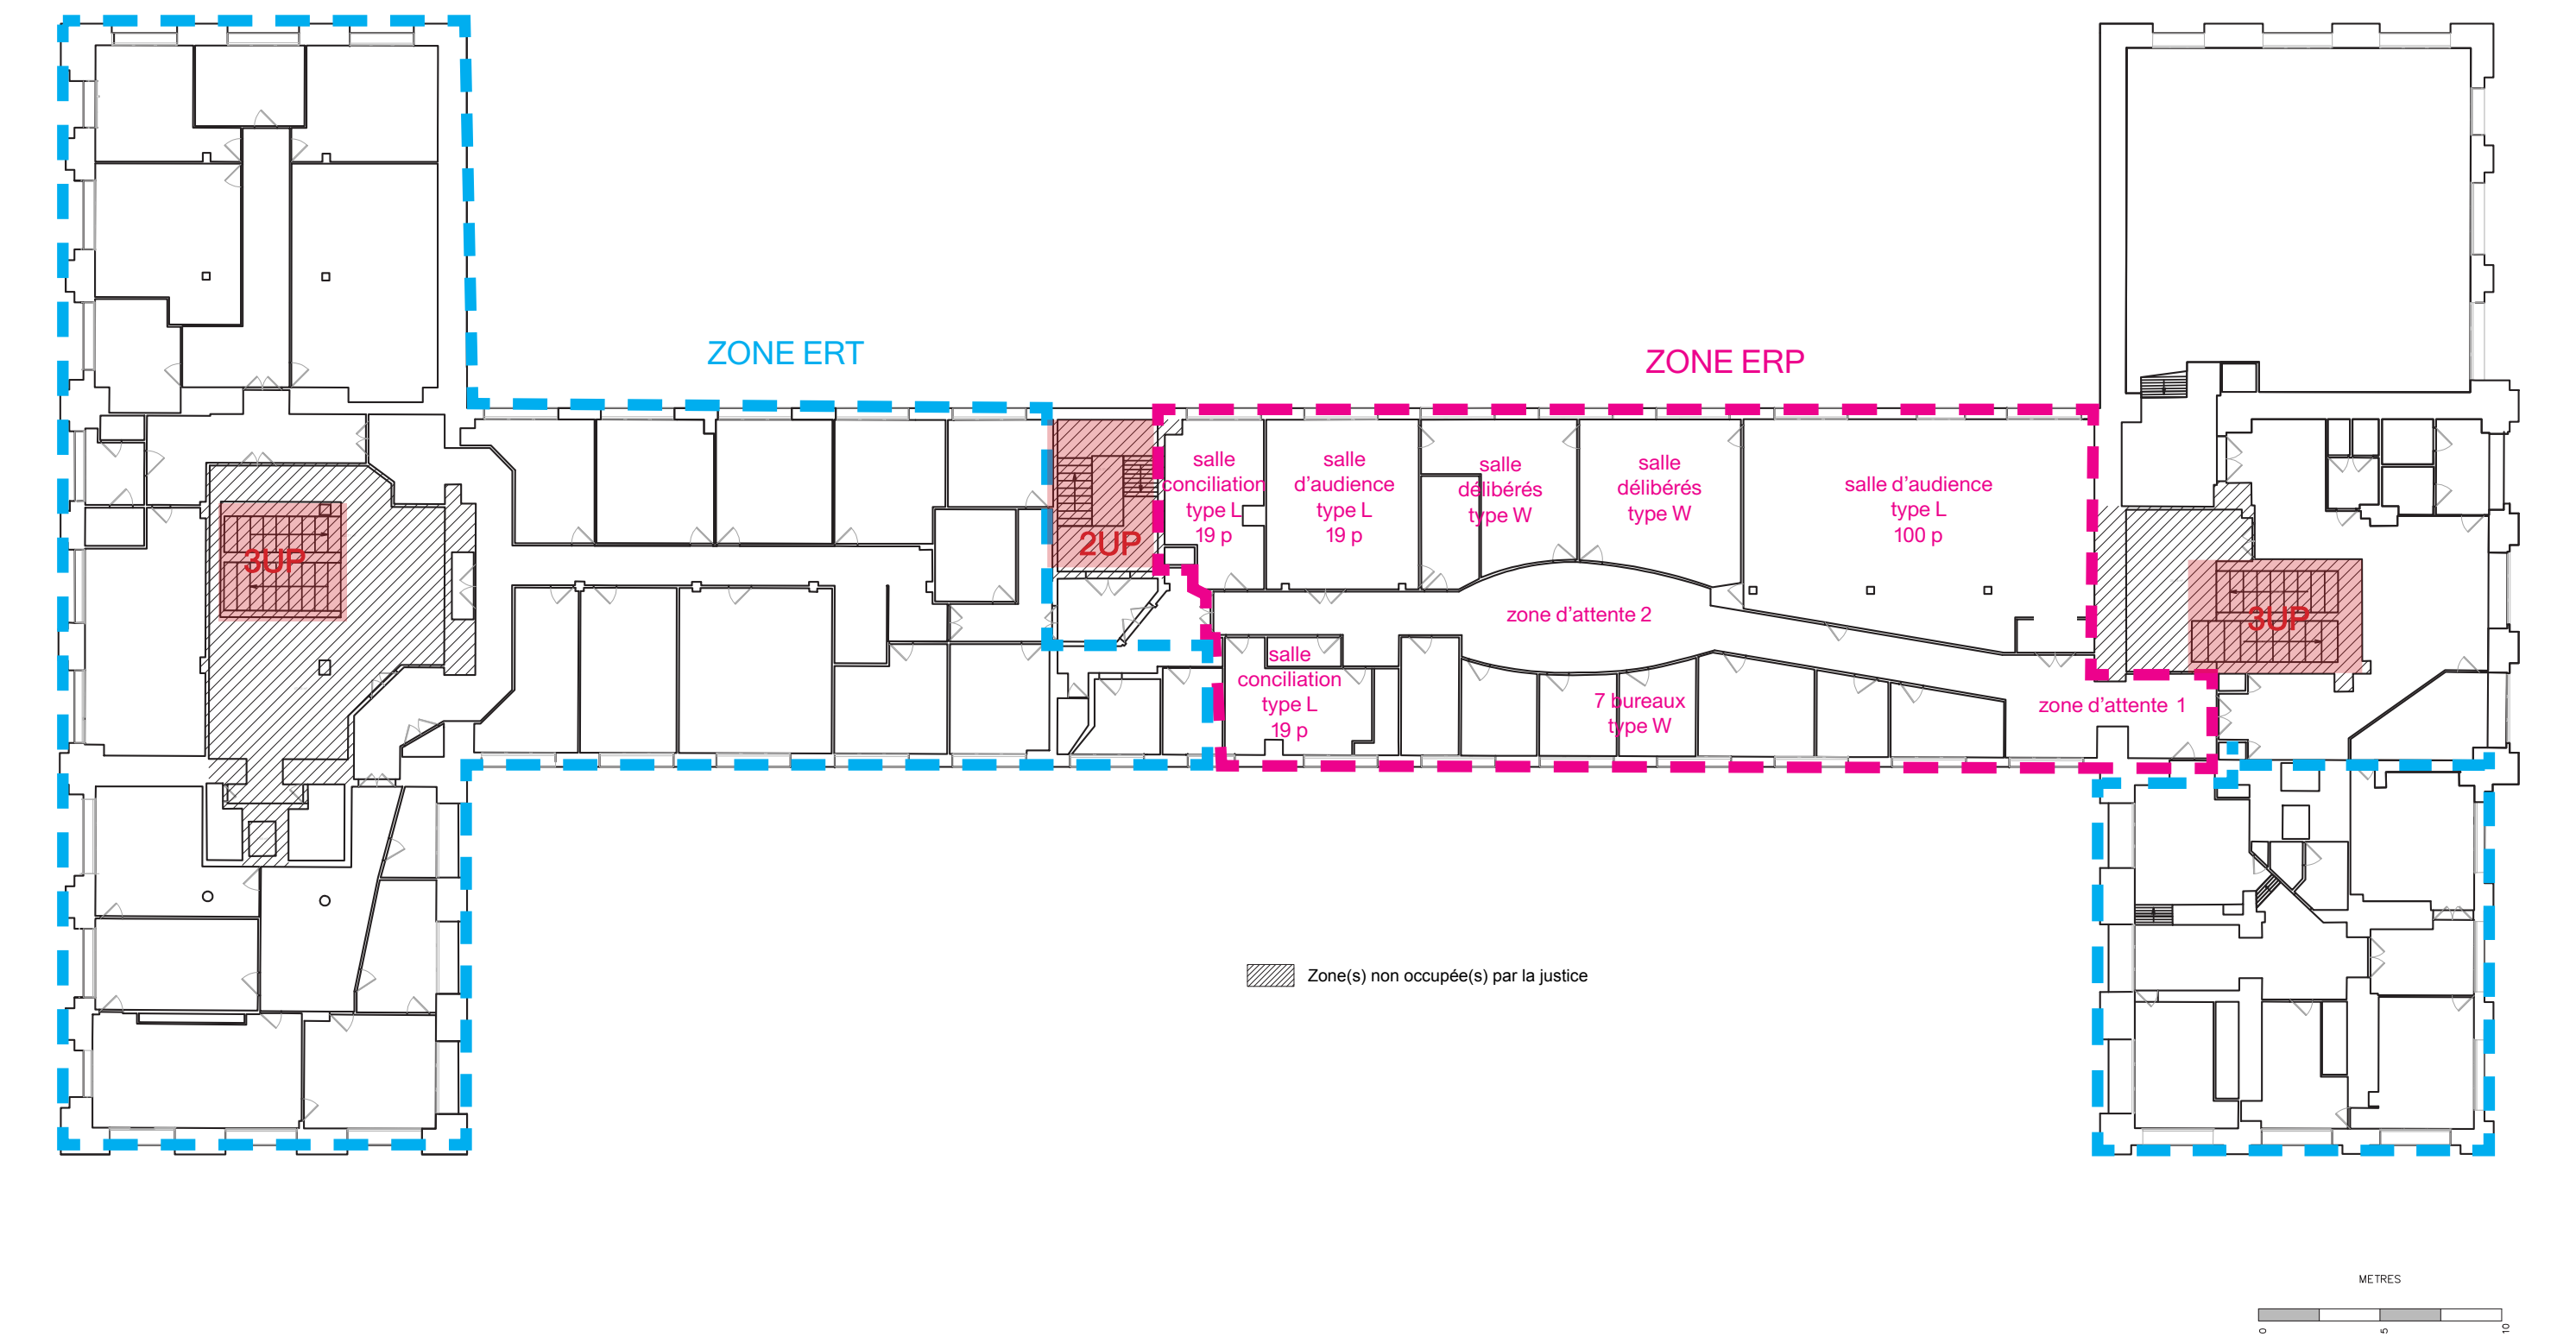 ZONE ERT
ZONE ERP
salle
conciliation
type L
19 p
salle
d'audience
type L
19 p
salle
délibérés
type W
salle
délibérés
type W
salle d'audience
type L
100 p
3UP
2UP
3UP
zone d'attente 2
salle
conciliation
type L
19 p
7 bureaux
type W
zone d'attente 1
Zone(s) non occupée(s) par la justice
METRES
0
5
10